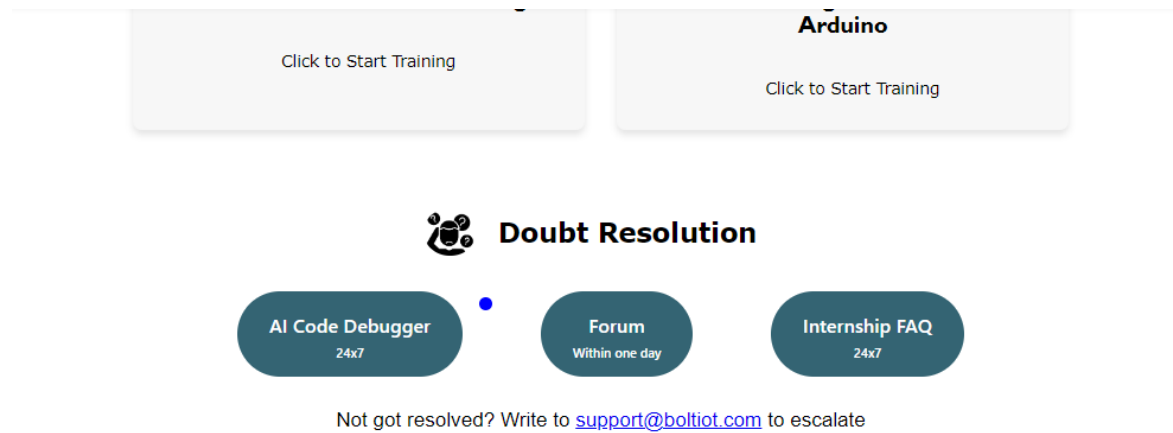 Arduino
Click to Start Training
Click to Start Training
Doubt Resolution
AI Code Debugger
24x7
Forum
Within one day
Internship FAQ
24x7
Not got resolved? Write to support@boltiot.com to escalate